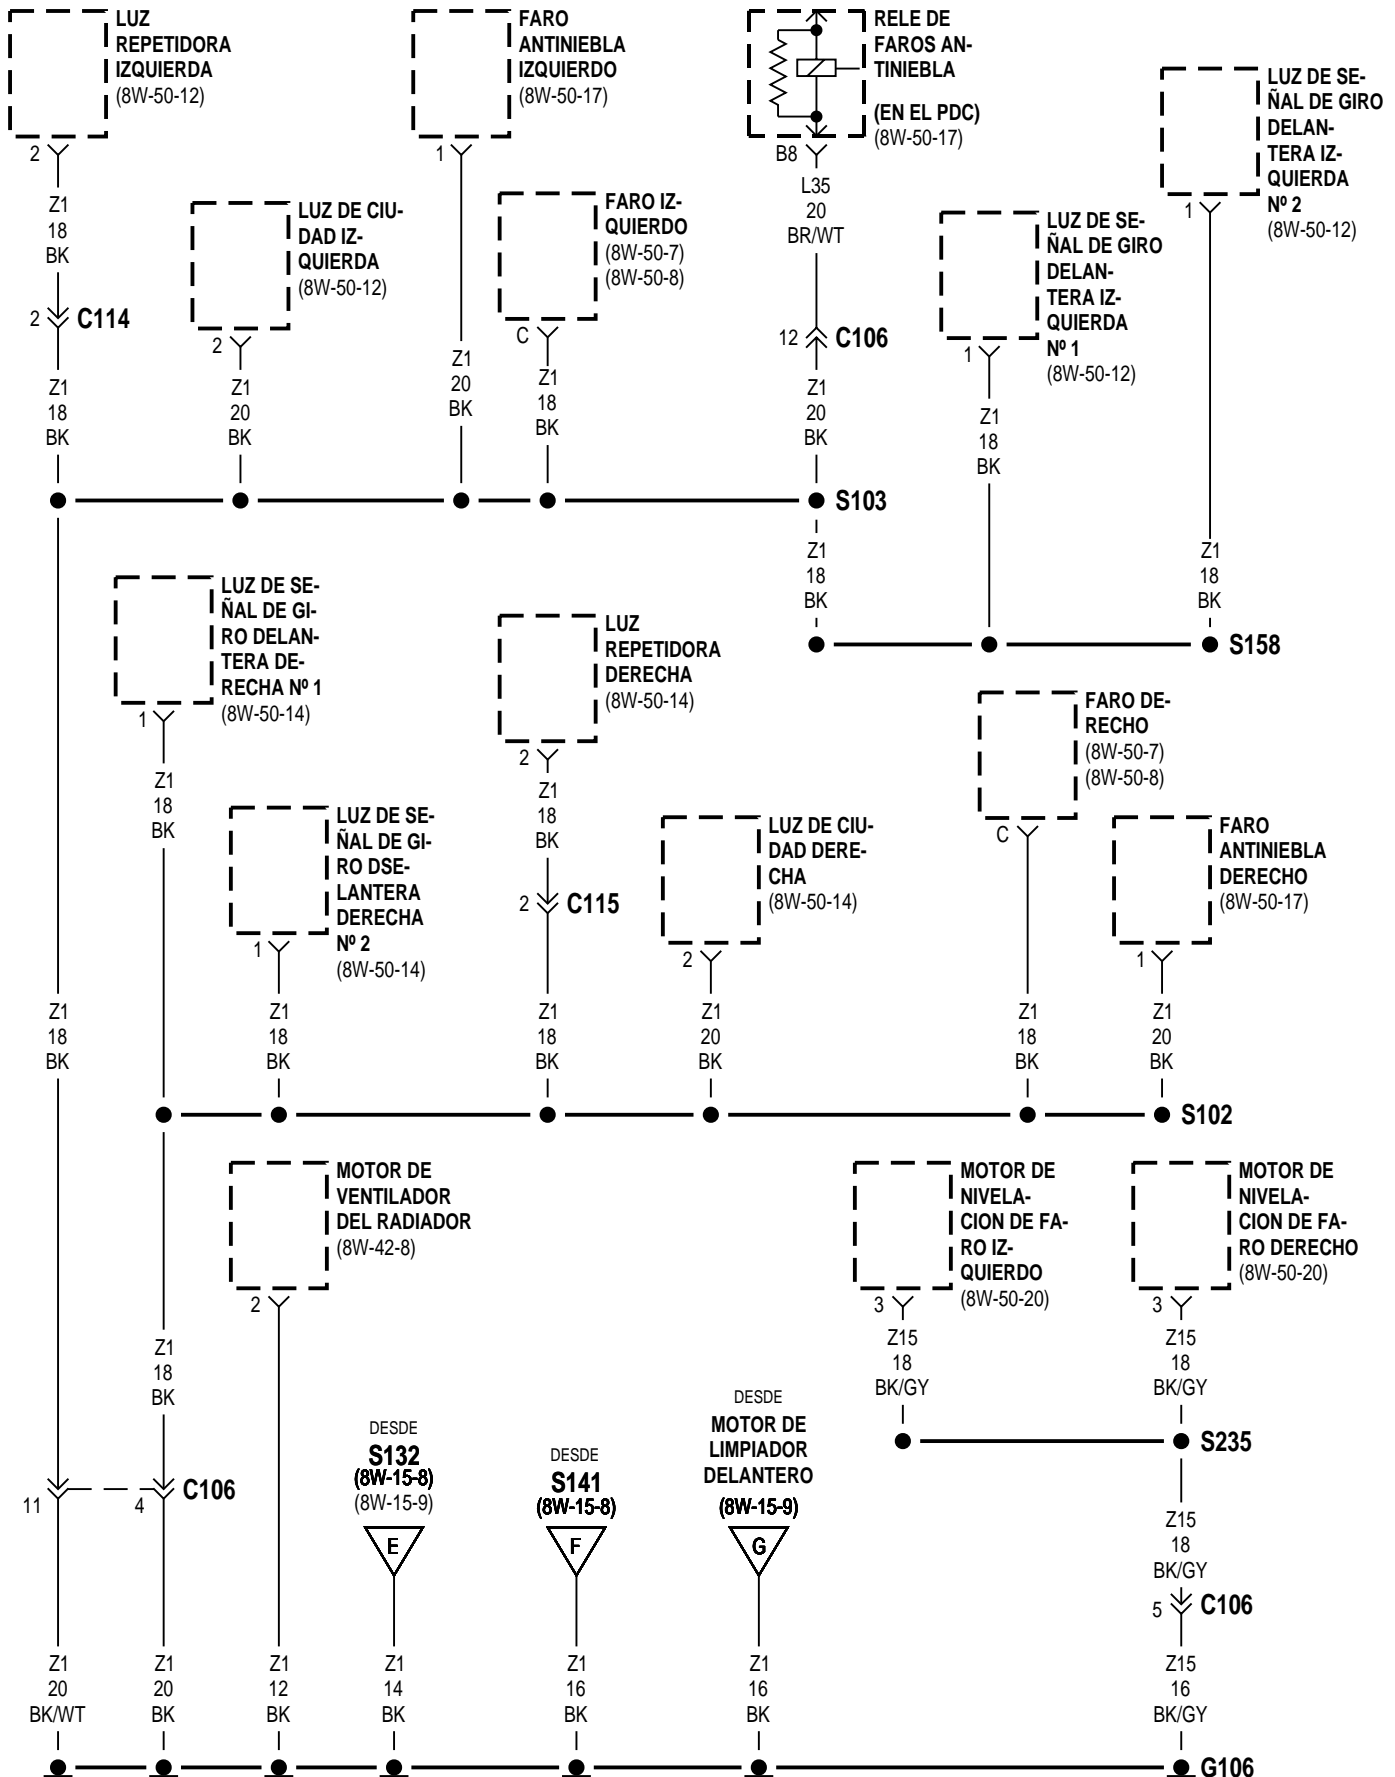 LUZ
REPETIDORA
IZQUIERDA
(8W-50-12)
2
Z1
18
BK
2
C114
Z1
18
BK
LUZ DE CIU-
DAD IZ-
QUIERDA
(8W-50-12)
2
Z1
20
BK
FARO
ANTINIEBLA
IZQUIERDO
(8W-50-17)
1
Z1
20
BK
FARO IZ-
QUIERDO
(8W-50-7)
(8W-50-8)
C
Z1
18
BK
RELE DE
FAROS AN-
TINIEBLA
(EN EL PDC)
(8W-50-17)
B8
L35
20
BR/WT
12
C106
Z1
20
BK
S103
Z1
18
BK
LUZ DE SE-
ÑAL DE GIRO
DELAN-
TERA IZ-
QUIERDA
Nº 1
(8W-50-12)
1
Z1
18
BK
LUZ DE SE-
ÑAL DE GIRO
DELAN-
TERA IZ-
QUIERDA
Nº 2
(8W-50-12)
1
Z1
18
BK
S158
LUZ DE SE-
ÑAL DE GI-
RO DELAN-
TERA DE-
RECHA Nº 1
(8W-50-14)
1
Z1
18
BK
LUZ DE SE-
ÑAL DE GI-
RO DSE-
LANTERA
DERECHA
Nº 2
(8W-50-14)
1
Z1
18
BK
LUZ
REPETIDORA
DERECHA
(8W-50-14)
2
Z1
18
BK
2
C115
Z1
18
BK
LUZ DE CIU-
DAD DERE-
CHA
(8W-50-14)
2
Z1
20
BK
FARO DE-
RECHO
(8W-50-7)
(8W-50-8)
C
Z1
18
BK
FARO
ANTINIEBLA
DERECHO
(8W-50-17)
1
Z1
20
BK
S102
Z1
18
BK
Z1
18
BK
11
4
C106
Z1
20
BK/WT
Z1
20
BK
MOTOR DE
VENTILADOR
DEL RADIADOR
(8W-42-8)
2
Z1
12
BK
DESDE
S132
(8W-15-8)
(8W-15-9)
E
Z1
14
BK
DESDE
S141
(8W-15-8)
F
Z1
16
BK
DESDE
MOTOR DE
LIMPIADOR
DELANTERO
(8W-15-9)
G
Z1
16
BK
MOTOR DE
NIVELA-
CION DE FA-
RO IZ-
QUIERDO
(8W-50-20)
3
Z15
18
BK/GY
MOTOR DE
NIVELA-
CION DE FA-
RO DERECHO
(8W-50-20)
3
Z15
18
BK/GY
S235
Z15
18
BK/GY
5
C106
Z15
16
BK/GY
G106